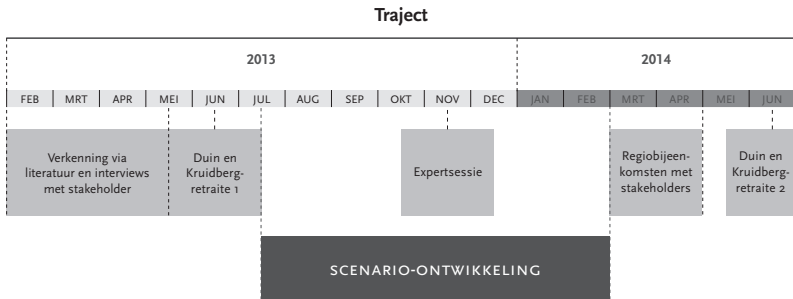 Traject
2013 2014
FEB MRT APR MEI JUN JUL AUG SEP OKT NOV DEC JAN FEB MRT APR MEI JUN
Verkenning via
literatuur en interviews
met stakeholder
Duin en
Kruidberg-
retraite 1
Expertsessie
Regiobijeen-
komsten met
stakeholders
Duin en
Kruidberg-
retraite 2
SCENARIO-ONTWIKKELING